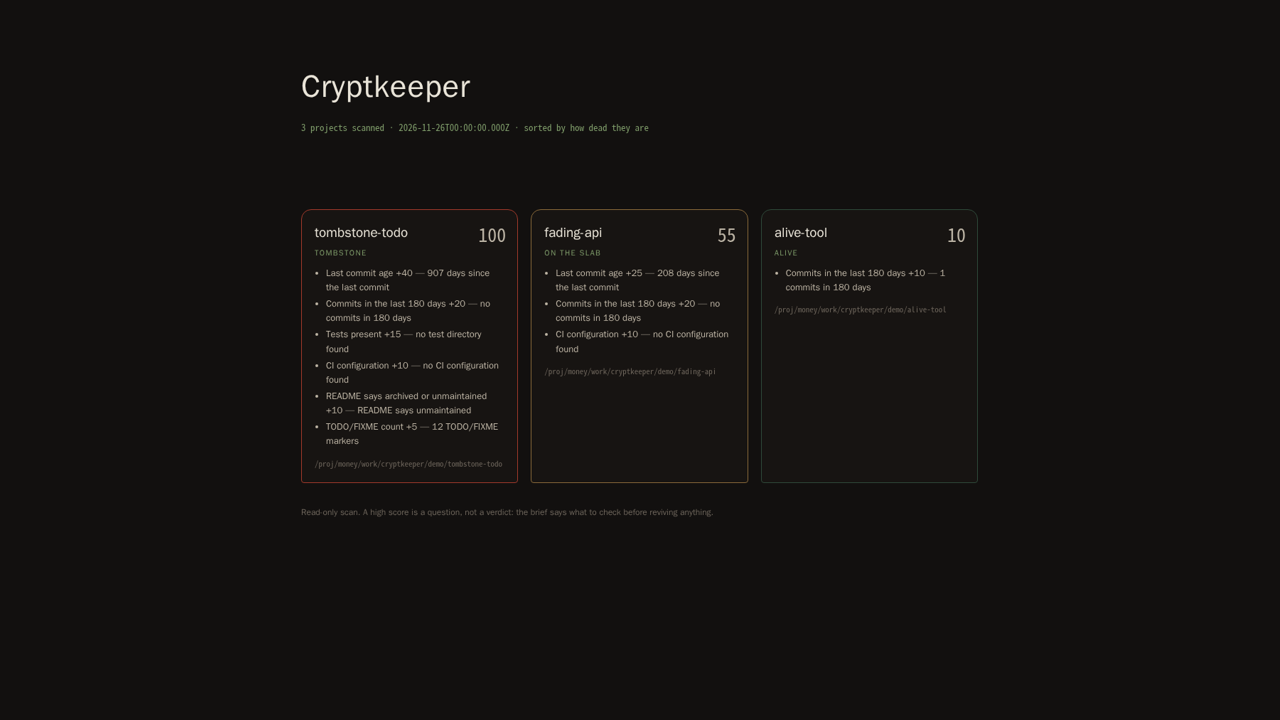 Cryptkeeper
3 projects scanned · 2026-11-26T00:00:00.000Z · sorted by how dead they are
tombstone-todo
100
TOMBSTONE
• Last commit age +40 — 907 days since
the last commit
• Commits in the last 180 days +20 — no
commits in 180 days
• Tests present +15 — no test directory
found
• CI configuration +10 — no CI configuration
found
• README says archived or unmaintained
+10 — README says unmaintained
• TODO/FIXME count +5 — 12 TODO/FIXME
markers
/proj/money/work/cryptkeeper/demo/tombstone-todo
fading-api
55
ON THE SLAB
• Last commit age +25 — 208 days since
the last commit
• Commits in the last 180 days +20 — no
commits in 180 days
• CI configuration +10 — no CI configuration
found
/proj/money/work/cryptkeeper/demo/fading-api
alive-tool
10
ALIVE
• Commits in the last 180 days +10 — 1
commits in 180 days
/proj/money/work/cryptkeeper/demo/alive-tool
Read-only scan. A high score is a question, not a verdict: the brief says what to check before reviving anything.